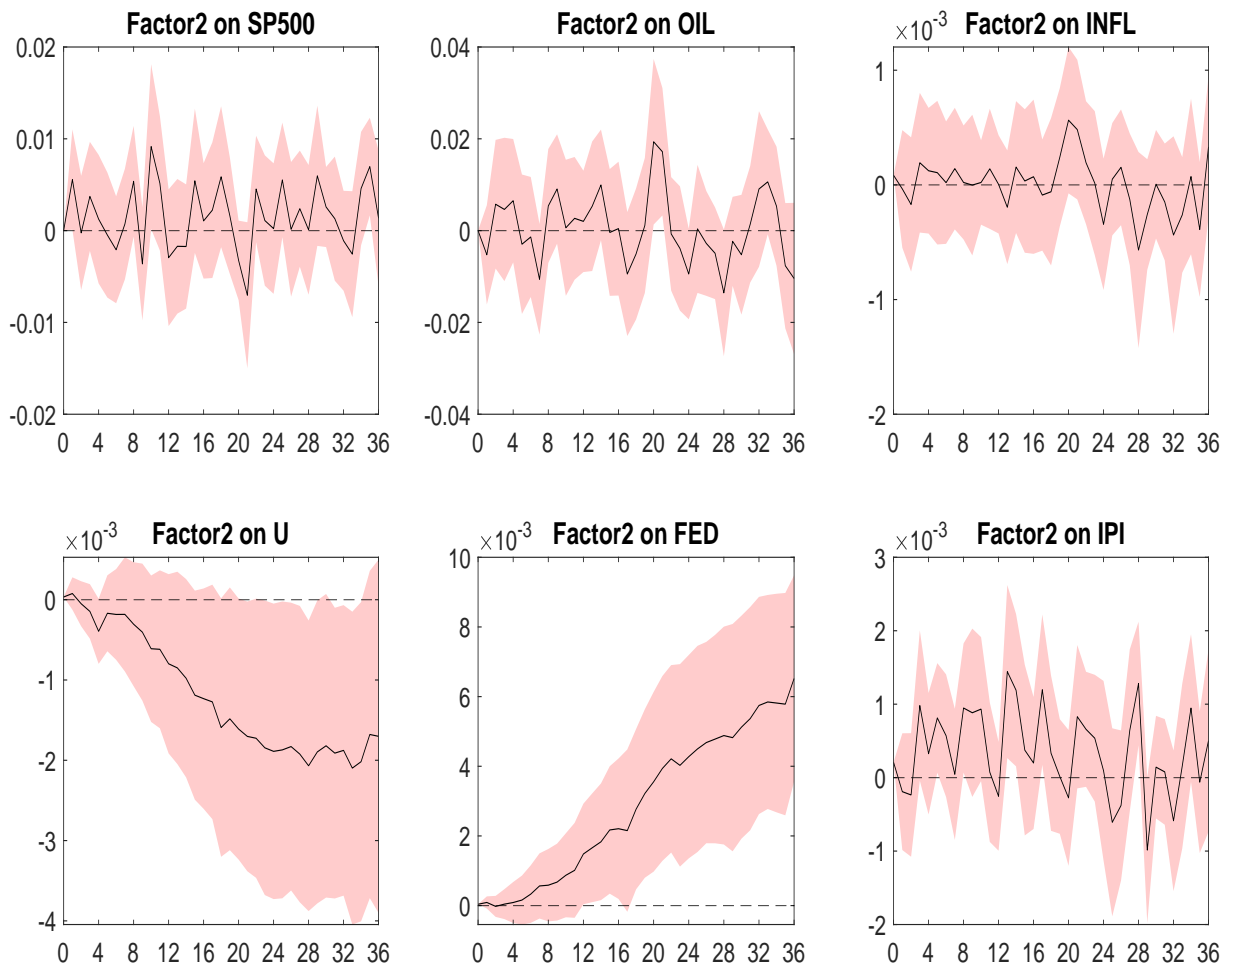 Factor2 on SP500
0.02
0.01
0
-0.01
-0.02
0 4 8 12 16 20 24 28 32 36
Factor2 on OIL
0.04
0.02
0
-0.02
-0.04
0 4 8 12 16 20 24 28 32 36
×10-3 Factor2 on INFL
1
0
-1
-2
0 4 8 12 16 20 24 28 32 36
×10-3 Factor2 on U
0
-1
-2
-3
-4
0 4 8 12 16 20 24 28 32 36
×10-3 Factor2 on FED
10
8
6
4
2
0
0 4 8 12 16 20 24 28 32 36
×10-3 Factor2 on IPI
3
2
1
0
-1
-2
0 4 8 12 16 20 24 28 32 36